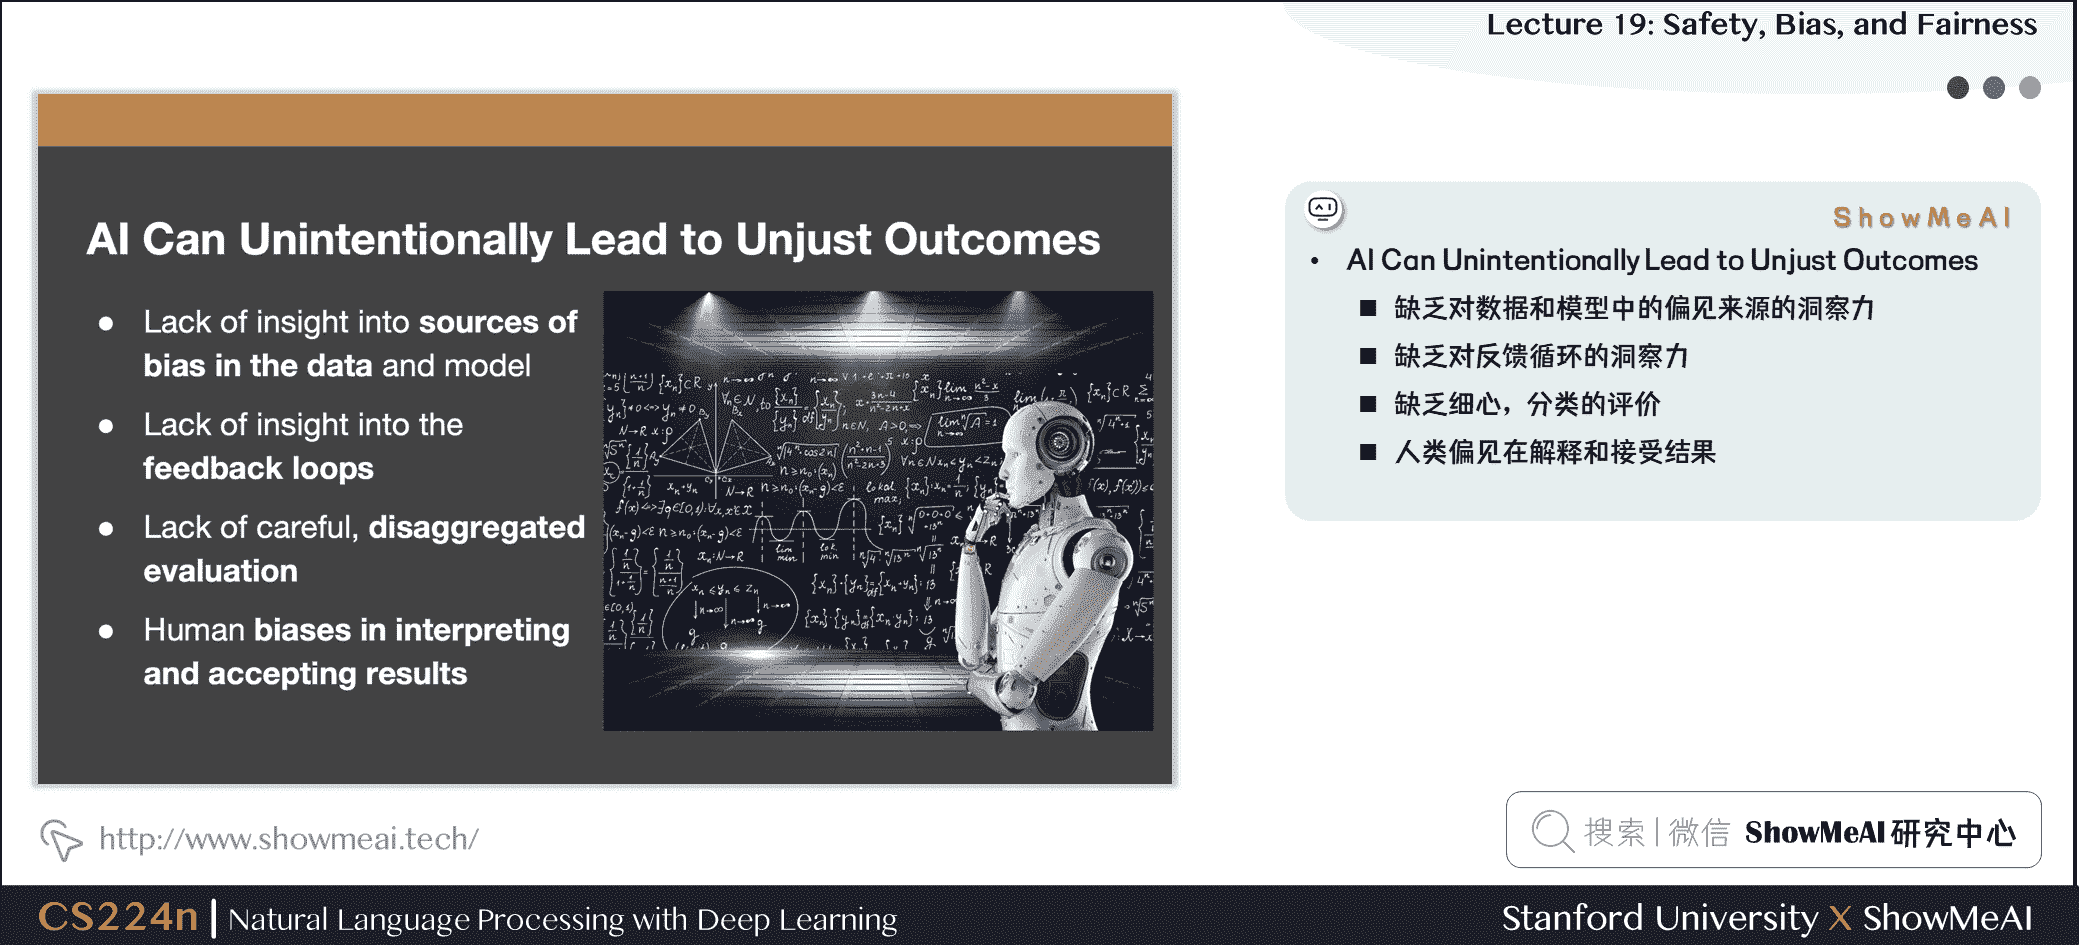 Lecture 19: Safety, Bias, and Fairness
AI Can Unintentionally Lead to Unjust Outcomes
● Lack of insight into sources of
bias in the data and model
● Lack of insight into the
feedback loops
● Lack of careful, disaggregated
evaluation
● Human biases in interpreting
and accepting results
ShowMeAI
• AI Can Unintentionally Lead to Unjust Outcomes
■ 缺乏对数据和模型中的偏见来源的洞察力
■ 缺乏对反馈循环的洞察力
■ 缺乏细心，分类的评价
■ 人类偏见在解释和接受结果
http://www.showmeai.tech/
搜索|微信 ShowMeAI 研究中心
CS224n | Natural Language Processing with Deep Learning
Stanford University X ShowMeAI